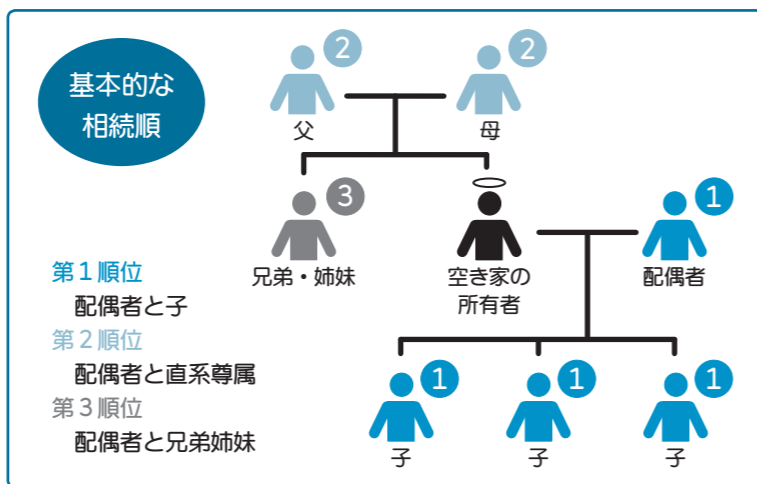 基本的な
相続順
2
2
父
母
3
1
兄弟・姉妹
空き家の
所有者
配偶者
第1順位
配偶者と子
第2順位
配偶者と直系尊属
第3順位
配偶者と兄弟姉妹
1
1
1
子
子
子